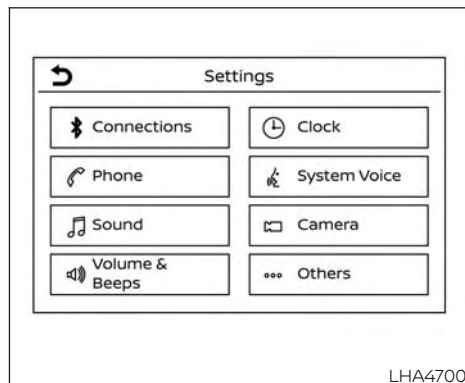 Settings
Connections
Clock
Phone
System Voice
Sound
Camera
Volume &
Beeps
Others
LHA4700